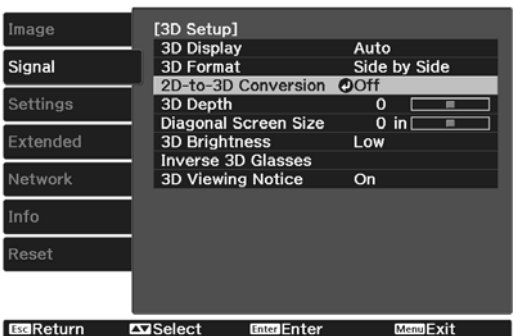 Image
Signal
Settings
Extended
Network
Info
Reset
[3D Setup]
3D Display Auto
3D Format Side by Side
2D-to-3D Conversion Off
3D Depth 0
Diagonal Screen Size 0 in
3D Brightness Low
Inverse 3D Glasses
3D Viewing Notice On
Esc Return Select Enter Enter Menu Exit